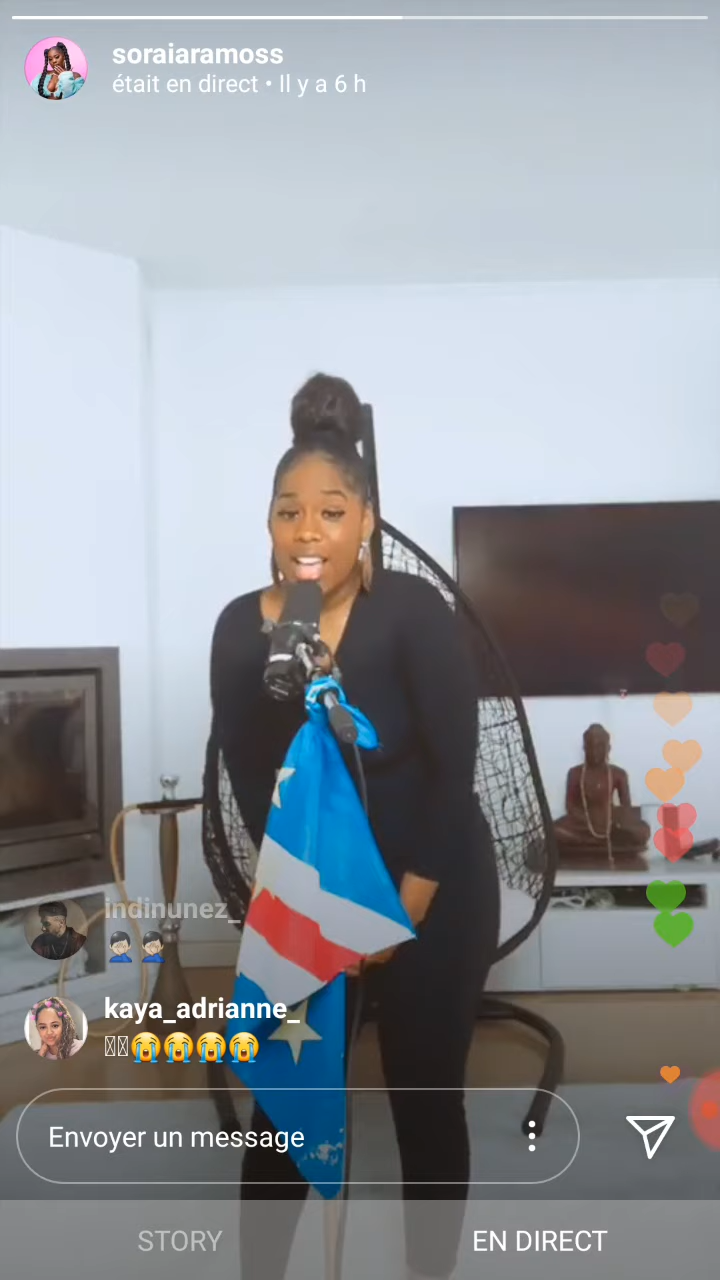 soraiaramoss
était en direct • Il y a 6 h
indinunez_
kaya_adrianne_
Envoyer un message
STORY
EN DIRECT